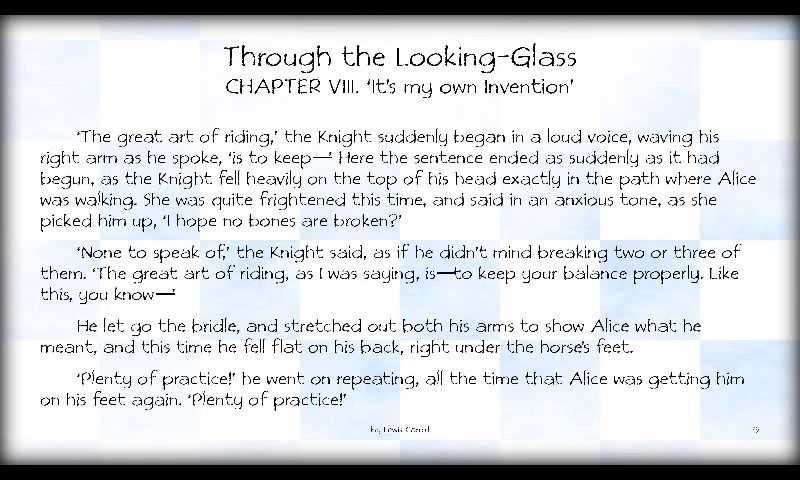 Through the Looking-Glass
CHAPTER VIII. ‘It’s my own Invention’
‘The great art of riding,’ the Knight suddenly began in a loud voice, waving his
right arm as he spoke, ‘is to keep—’ Here the sentence ended as suddenly as it had
begun, as the Knight fell heavily on the top of his head exactly in the path where Alice
was walking. She was quite frightened this time, and said in an anxious tone, as she
picked him up, ‘I hope no bones are broken?’
‘None to speak of,’ the Knight said, as if he didn’t mind breaking two or three of
them. ‘The great art of riding, as I was saying, is—to keep your balance properly. Like
this, you know—’
He let go the bridle, and stretched out both his arms to show Alice what he
meant, and this time he fell flat on his back, right under the horse’s feet.
‘Plenty of practice!’ he went on repeating, all the time that Alice was getting him
on his feet again. ‘Plenty of practice!’
by Lewis Carroll